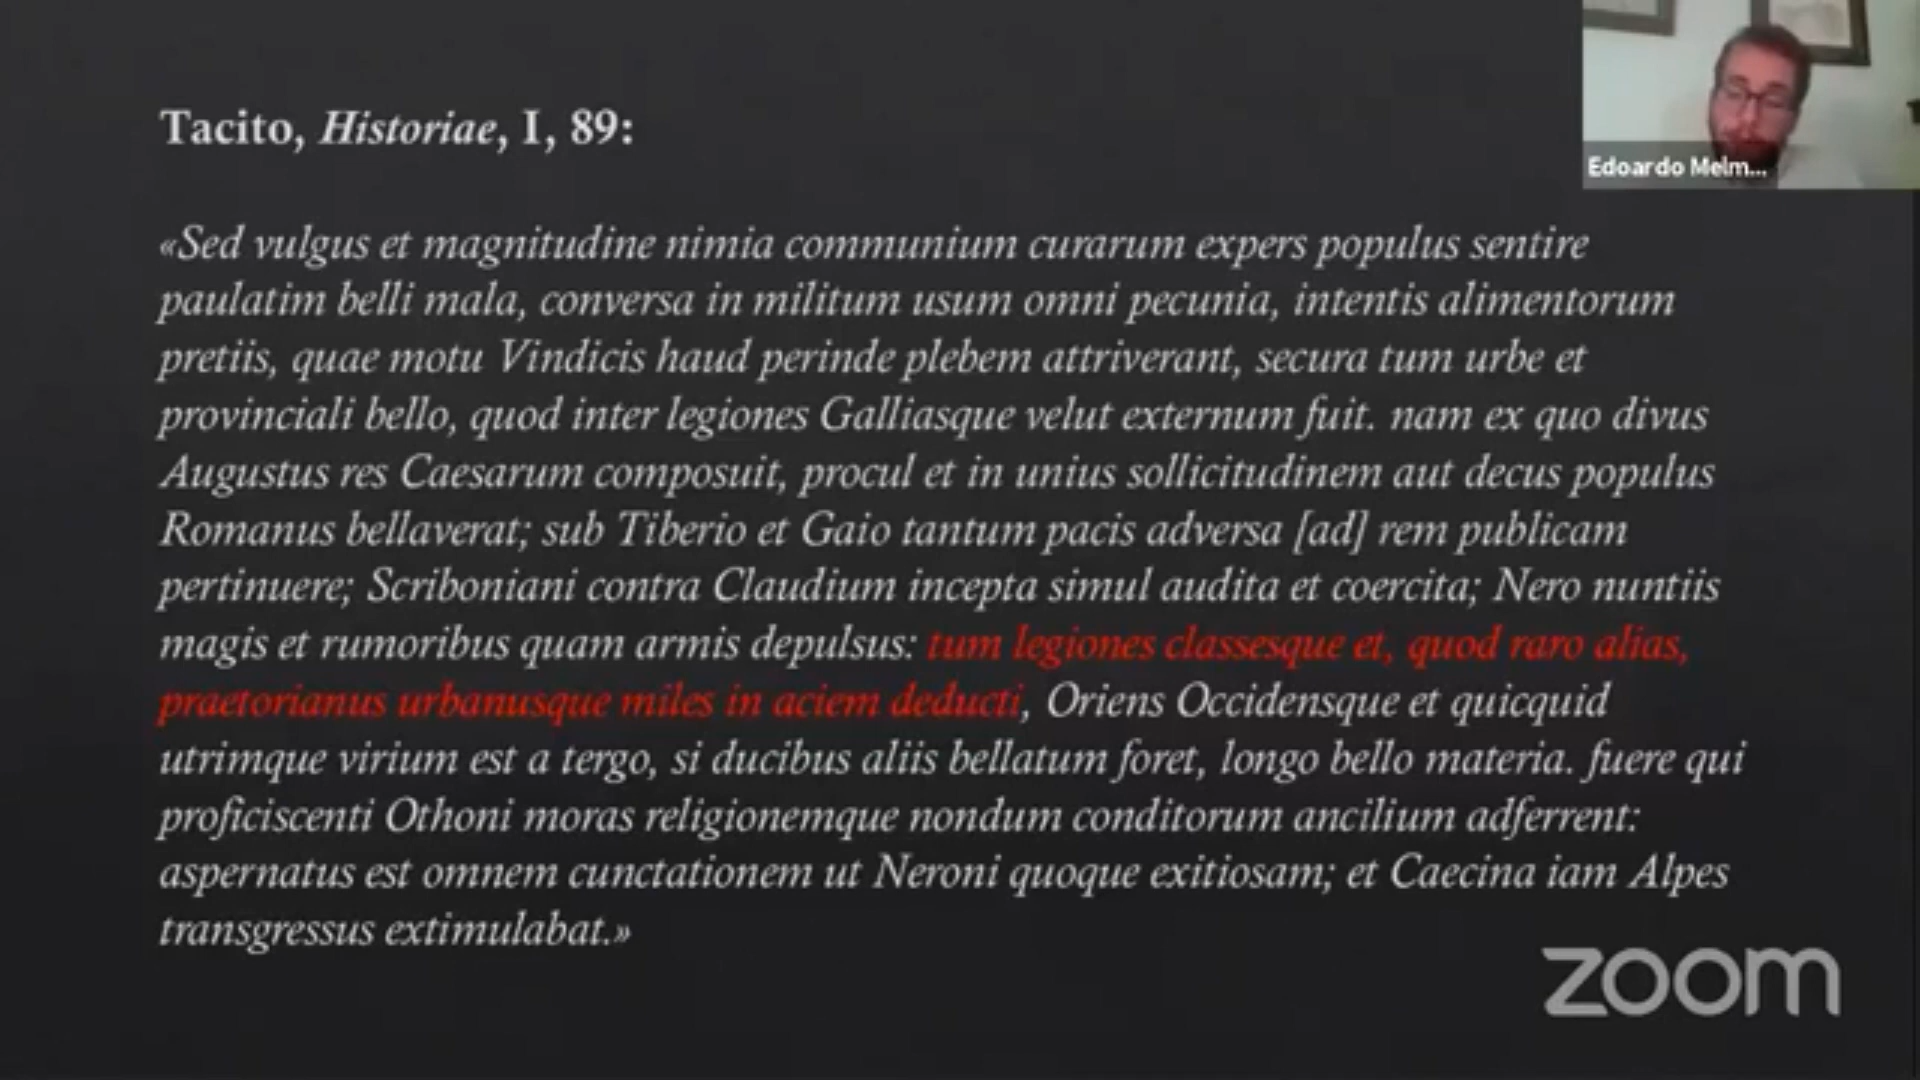 Tacito, Historiae, I, 89:
Edoardo Melm...
«Sed vulgus et magnitudine nimia communium curarum expers populus sentire
paulatim belli mala, conversa in militum usum omni pecunia, intentis alimentorum
pretiis, quae motu Vindicis haud perinde plebem attriverant, secura tum urbe et
provinciali bello, quod inter legiones Galliasque velut externum fuit. nam ex quo divus
Augustus res Caesarum composuit, procul et in unius sollicitudinem aut decus populus
Romanus bellaverat; sub Tiberio et Gaio tantum pacis adversa [ad] rem publicam
pertinuere; Scriboniani contra Claudium incepta simul audita et coercita; Nero nuntiis
magis et rumoribus quam armis depulsus: tum legiones classesque et, quod raro alias,
praetorianus urbanusque miles in aciem deducti, Oriens Occidensque et quicquid
utrimque virium est a tergo, si ducibus aliis bellatum foret, longo bello materia. fuere qui
proficiscenti Othoni moras religionemque nondum conditorum ancilium adferrent:
aspernatus est omnem cunctationem ut Neroni quoque exitiosam; et Caecina iam Alpes
transgressus extimulabat.»
zoom